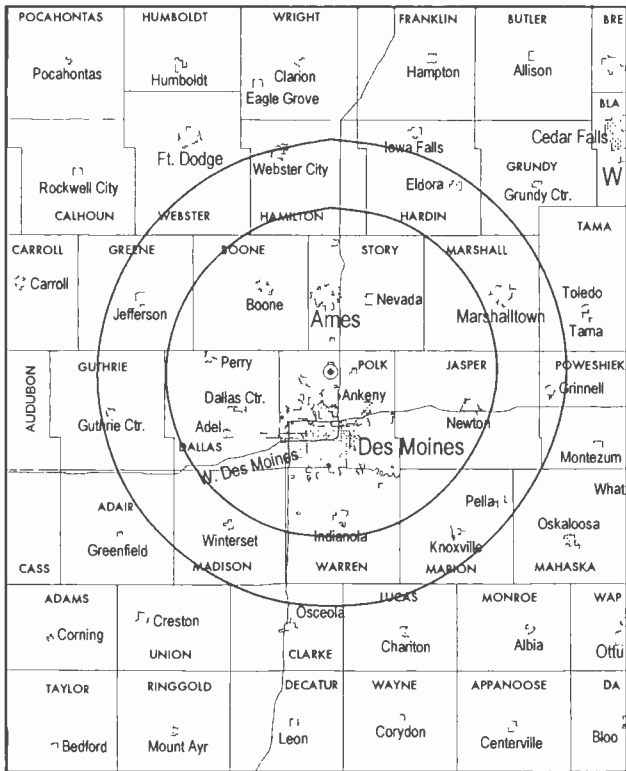 POCAHONTAS HUMBOLDT WRIGHT FRANKLIN BUTLER BRE
Pocahontas Humboldt Clarion Hampton Allison
Eagle Grove
BLA
Cedar Falls
Ft. Dodge Webster City Iowa Falls
GRUNDY W
Rockwell City Eldora Grundy Ctr.
CALHOUN WEBSTER HAMILTON HARDIN
TAMA
CARROLL GREENE BOONE STORY MARSHALL
Carroll Toledo
Jefferson Boone Nevada Marshalltown
Ames Tama
GUTHRIE Perry POLK JASPER POWESHIEK
AUDUBON
Dallas Ctr. Ankeny Grinnell
Guthrie Ctr. Adel Newton
DALLAS Des Moines
W. Des Moines Montezum
What
ADAIR Pella
Greenfield Winterset Indianola Knoxville Oskaloosa
CASS MADISON WARREN MARION MAHASKA
ADAMS LUCAS MONROE WAP
Creston Osceola
Corning Chariton Albia Ottu
UNION CLARKE
TAYLOR RINGGOLD DECATUR WAYNE APPANOOSE DA
Bedford Mount Ayr Leon Corydon Centerville Bloo